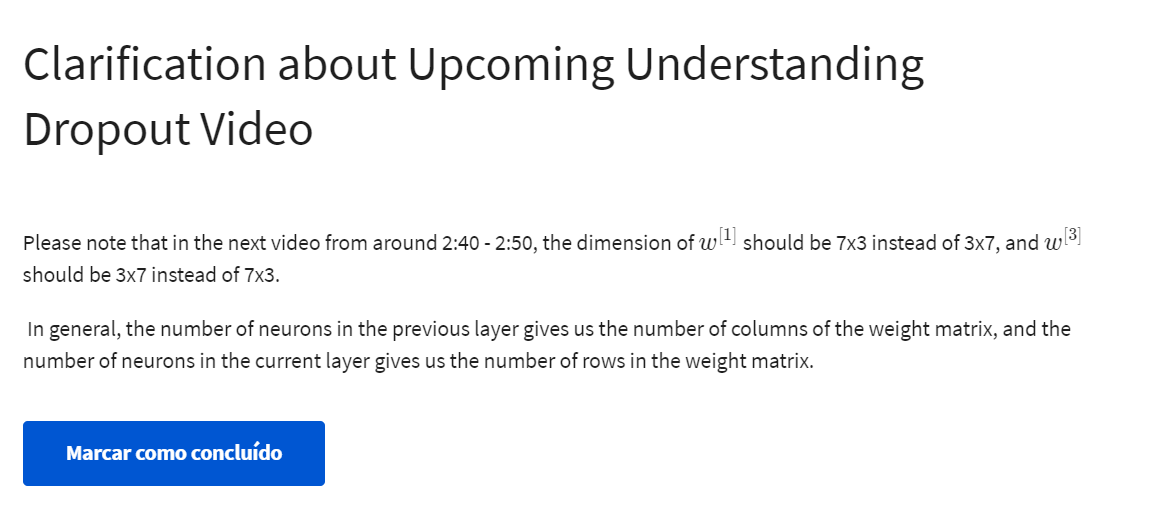 Clarification about Upcoming Understanding
Dropout Video
Please note that in the next video from around 2:40 - 2:50, the dimension of w[1] should be 7x3 instead of 3x7, and w[3]
should be 3x7 instead of 7x3.
In general, the number of neurons in the previous layer gives us the number of columns of the weight matrix, and the
number of neurons in the current layer gives us the number of rows in the weight matrix.
Marcar como concluído